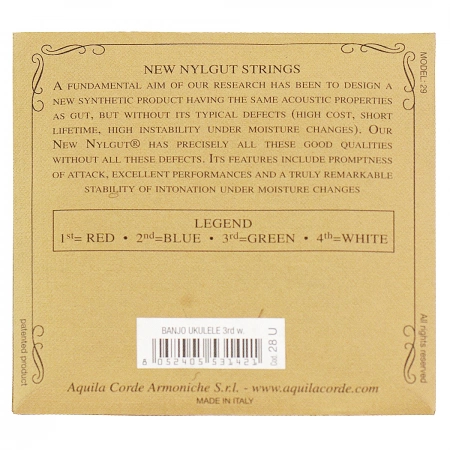 NEW NYLGUT STRINGS
A FUNDAMENTAL AIM OF OUR RESEARCH HAS BEEN TO DESIGN A
NEW SYNTHETIC PRODUCT HAVING THE SAME ACOUSTIC PROPERTIES
AS GUT, BUT WITHOUT ITS TYPICAL DEFECTS (HIGH COST, SHORT
LIFETIME, HIGH INSTABILITY UNDER MOISTURE CHANGES). OUR
NEW NYLGUT® HAS PRECISELY ALL THESE GOOD QUALITIES
WITHOUT ALL THESE DEFECTS. ITS FEATURES INCLUDE PROMPTNESS
OF ATTACK, EXCELLENT PERFORMANCES AND A TRULY REMARKABLE
STABILITY OF INTONATION UNDER MOISTURE CHANGES
MODEL: 29
LEGEND
1st= RED • 2nd=BLUE • 3rd=GREEN • 4th=WHITE
BANJO UKULELE 3rd w.
8 052405 531421
Cod. 28 U
patented product
All rights reserved
Aquila Corde Armoniche S.r.l. - www.aquilacorde.com
MADE IN ITALY